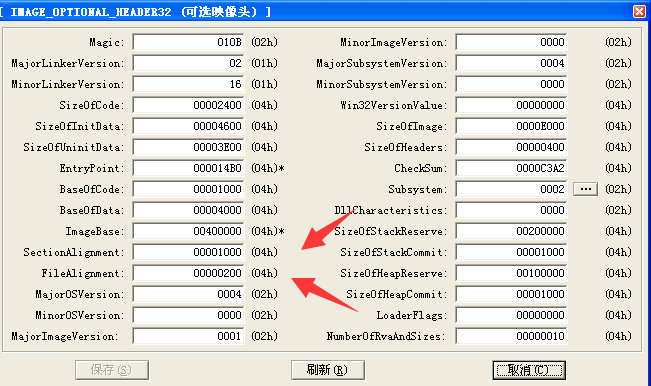 [ IMAGE_OPTIONAL_HEADER32 (可选映像头) ]
Magic: 010B (02h) MinorImageVersion: 0000 (02h)
MajorLinkerVersion: 02 (01h) MajorSubsystemVersion: 0004 (02h)
MinorLinkerVersion: 16 (01h) MinorSubsystemVersion: 0000 (02h)
SizeOfCode: 00002400 (04h) Win32VersionValue: 00000000 (04h)
SizeOfInitData: 00004600 (04h) SizeOfImage: 0000E000 (04h)
SizeOfUninitData: 00003E00 (04h) SizeOfHeaders: 00000400 (04h)
EntryPoint: 000014B0 (04h)* CheckSum: 0000C3A2 (04h)
BaseOfCode: 00001000 (04h) Subsystem: 0002 ... (02h)
BaseOfData: 00004000 (04h) DllCharacteristics: 0000 (02h)
ImageBase: 00400000 (04h)* SizeOfStackReserve: 00200000 (04h)
SectionAlignment: 00001000 (04h) SizeOfStackCommit: 00001000 (04h)
FileAlignment: 00000200 (04h) SizeOfHeapReserve: 00100000 (04h)
MajorOSVersion: 0004 (02h) SizeOfHeapCommit: 00001000 (04h)
MinorOSVersion: 0000 (02h) LoaderFlags: 00000000 (04h)
MajorImageVersion: 0001 (02h) NumberOfRvaAndSizes: 00000010 (04h)
保存(S) 刷新(R) 取消(C)